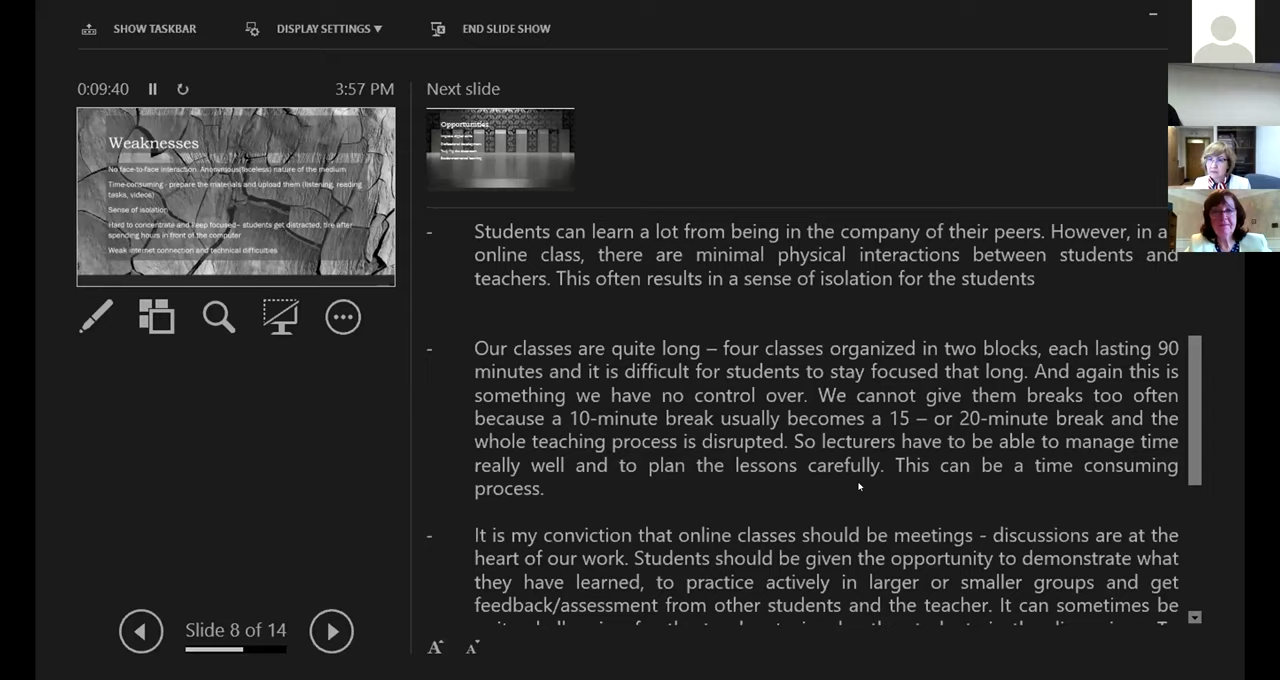 SHOW TASKBAR
DISPLAY SETTINGS ▼
END SLIDE SHOW
0:09:40
3:57 PM
Next slide
Weaknesses
No face-to-face interaction. Anonymous(faceless) nature of the medium
Time-consuming - prepare the materials and upload them (listening, reading
tasks, videos)
Sense of isolation
Hard to concentrate and keep focused– students get distracted, tire after
spending hours in front of the computer
Weak internet connection and technical difficulties
Opportunities
- Students can learn a lot from being in the company of their peers. However, in a
online class, there are minimal physical interactions between students and
teachers. This often results in a sense of isolation for the students
- Our classes are quite long – four classes organized in two blocks, each lasting 90
minutes and it is difficult for students to stay focused that long. And again this is
something we have no control over. We cannot give them breaks too often
because a 10-minute break usually becomes a 15 – or 20-minute break and the
whole teaching process is disrupted. So lecturers have to be able to manage time
really well and to plan the lessons carefully. This can be a time consuming
process.
- It is my conviction that online classes should be meetings - discussions are at the
heart of our work. Students should be given the opportunity to demonstrate what
they have learned, to practice actively in larger or smaller groups and get
feedback/assessment from other students and the teacher. It can sometimes be
Slide 8 of 14
A A